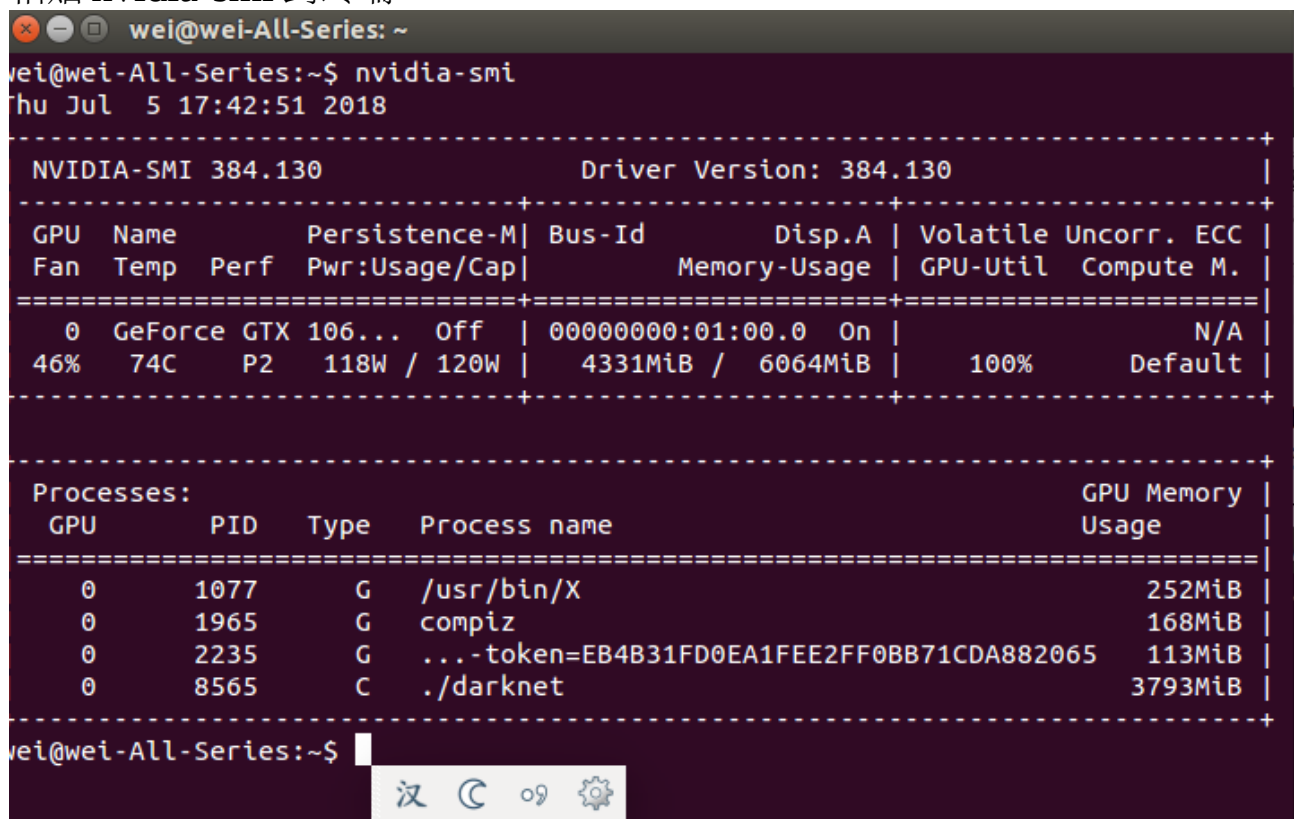 nvidia-smi
wei@wei-All-Series: ~
wei@wei-All-Series:~$ nvidia-smi
Thu Jul  5 17:42:51 2018
-------------------------------------------------------------------------------+
NVIDIA-SMI 384.130                Driver Version: 384.130                      |
-------------------------------+----------------------+----------------------+
GPU  Name        Persistence-M| Bus-Id        Disp.A | Volatile Uncorr. ECC |
Fan  Temp  Perf  Pwr:Usage/Cap|         Memory-Usage | GPU-Util  Compute M. |
===============================+======================+======================|
0  GeForce GTX 106...  Off  | 00000000:01:00.0  On |                  N/A |
46%   74C    P2   118W / 120W |   4331MiB /  6064MiB |    100%      Default |
-------------------------------+----------------------+----------------------+
-------------------------------------------------------------------------------+
Processes:                                                       GPU Memory |
GPU       PID   Type   Process name                             Usage      |
=============================================================================|
0      1077      G   /usr/bin/X                                   252MiB |
0      1965      G   compiz                                       168MiB |
0      2235      G   ...-token=EB4B31FD0EA1FEE2FF0BB71CDA882065   113MiB |
0      8565      C   ./darknet                                   3793MiB |
-------------------------------------------------------------------------------+
wei@wei-All-Series:~$
汉